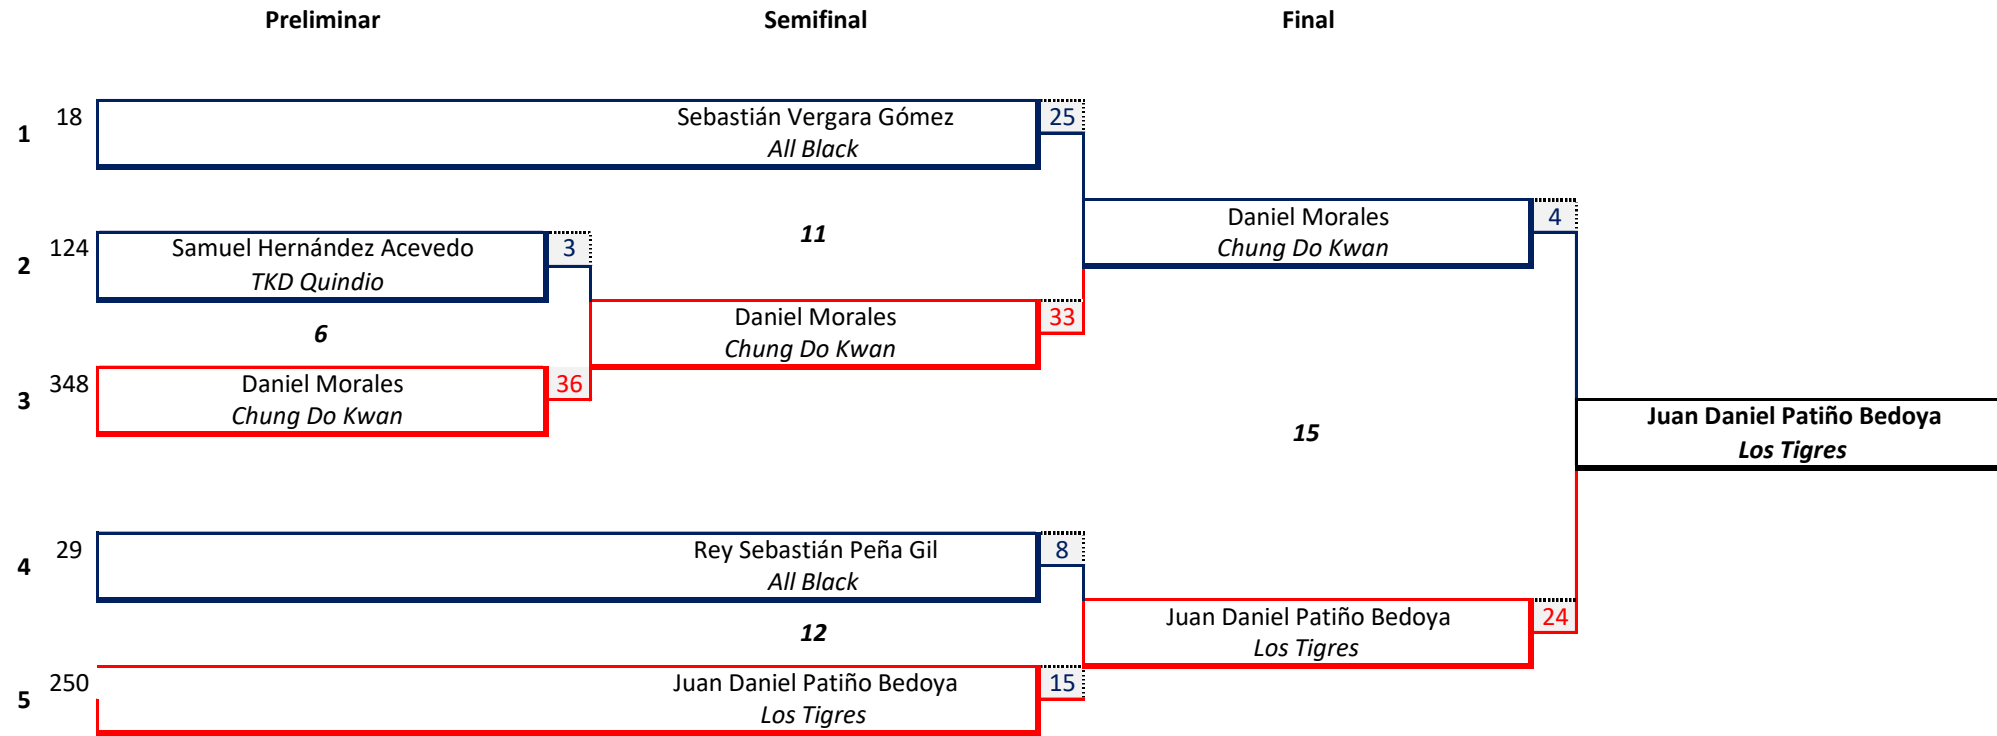 Preliminar Semifinal Final
1 18 Sebastián Vergara Gómez 25
All Black
11
Daniel Morales 4
Chung Do Kwan
2 124 Samuel Hernández Acevedo 3
TKD Quindio
6
Daniel Morales 33
Chung Do Kwan
3 348 Daniel Morales 36
Chung Do Kwan
15
Juan Daniel Patiño Bedoya
Los Tigres
4 29 Rey Sebastián Peña Gil 8
All Black
12
Juan Daniel Patiño Bedoya 24
Los Tigres
5 250 Juan Daniel Patiño Bedoya 15
Los Tigres